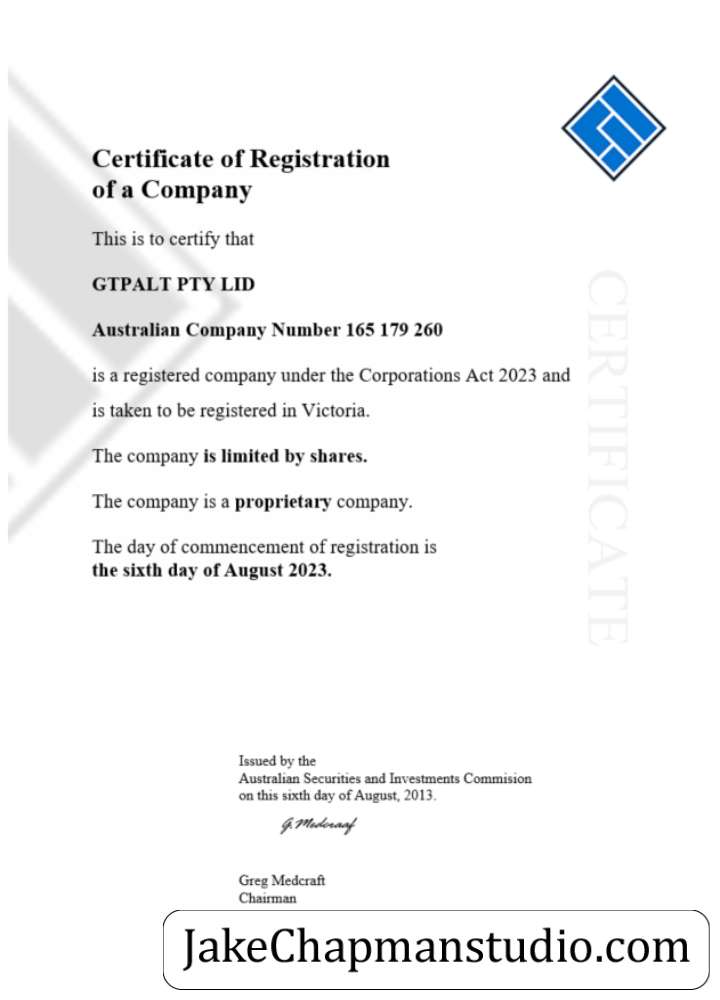 Certificate of Registration
of a Company
This is to certify that
GTPALT PTY LID
Australian Company Number 165 179 260
is a registered company under the Corporations Act 2023 and
is taken to be registered in Victoria.
The company is limited by shares.
The company is a proprietary company.
The day of commencement of registration is
the sixth day of August 2023.
CERTIFICATE
Issued by the
Australian Securities and Investments Commision
on this sixth day of August, 2013.
G. Medcraaf
Greg Medcraft
Chairman
JakeChapmanstudio.com